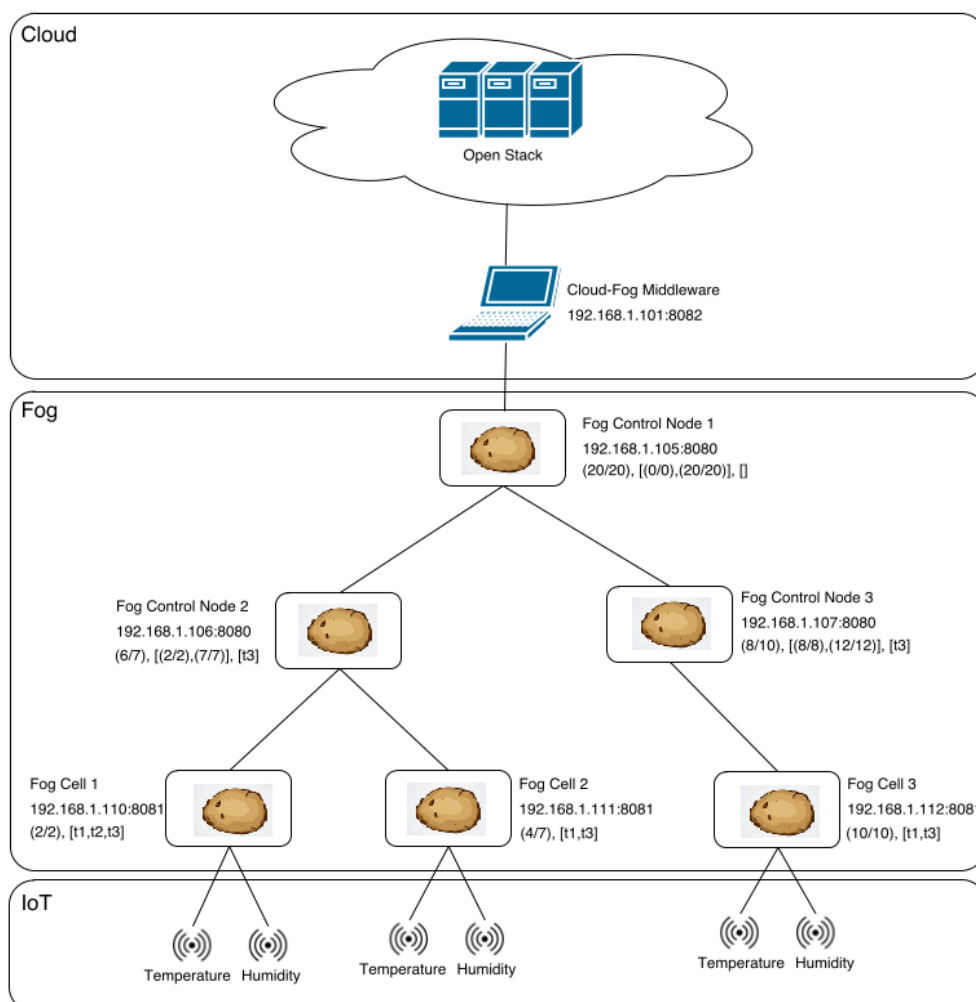 Cloud
Open Stack
Cloud-Fog Middleware
192.168.1.101:8082
Fog
Fog Control Node 1
192.168.1.105:8080
(20/20), [(0/0),(20/20)], []
Fog Control Node 2
192.168.1.106:8080
(6/7), [(2/2),(7/7)], [t3]
Fog Control Node 3
192.168.1.107:8080
(8/10), [(8/8),(12/12)], [t3]
Fog Cell 1
192.168.1.110:8081
(2/2), [t1,t2,t3]
Fog Cell 2
192.168.1.111:8081
(4/7), [t1,t3]
Fog Cell 3
192.168.1.112:8081
(10/10), [t1,t3]
IoT
Temperature
Humidity
Temperature
Humidity
Temperature
Humidity